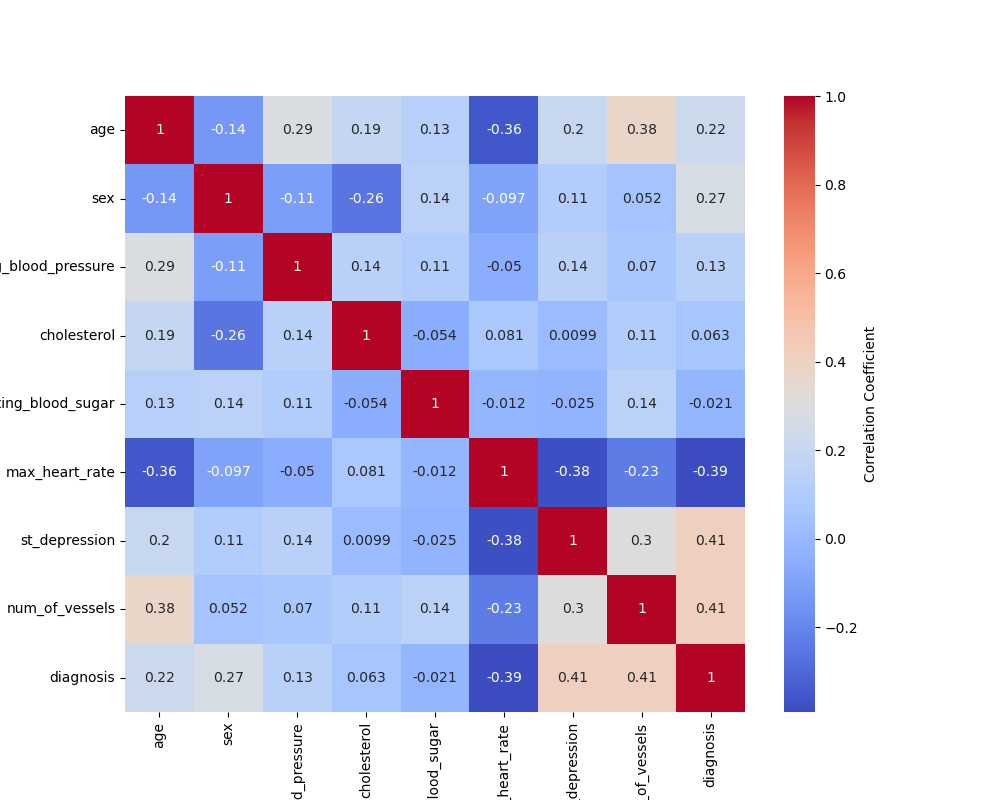 age 1 -0.14 0.29 0.19 0.13 -0.36 0.2 0.38 0.22
sex -0.14 1 -0.11 -0.26 0.14 -0.097 0.11 0.052 0.27
g_blood_pressure 0.29 -0.11 1 0.14 0.11 -0.05 0.14 0.07 0.13
cholesterol 0.19 -0.26 0.14 1 -0.054 0.081 0.0099 0.11 0.063
ting_blood_sugar 0.13 0.14 0.11 -0.054 1 -0.012 -0.025 0.14 -0.021
max_heart_rate -0.36 -0.097 -0.05 0.081 -0.012 1 -0.38 -0.23 -0.39
st_depression 0.2 0.11 0.14 0.0099 -0.025 -0.38 1 0.3 0.41
num_of_vessels 0.38 0.052 0.07 0.11 0.14 -0.23 0.3 1 0.41
diagnosis 0.22 0.27 0.13 0.063 -0.021 -0.39 0.41 0.41 1
age
sex
d_pressure
cholesterol
lood_sugar
_heart_rate
_depression
_of_vessels
diagnosis
1.0
0.8
0.6
0.4
0.2
0.0
−0.2
Correlation Coefficient